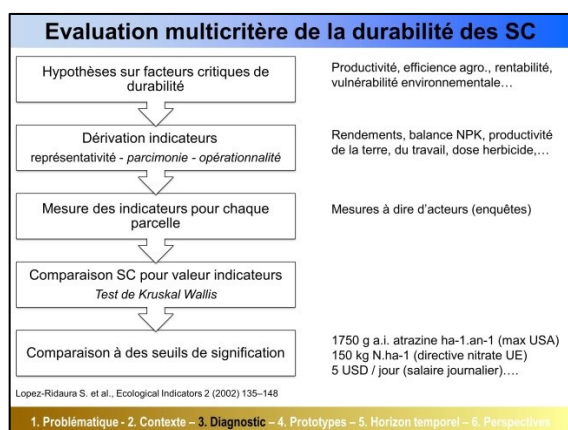 Evaluation multicritère de la durabilité des SC
Hypothèses sur facteurs critiques de
durabilité
Productivité, efficience agro., rentabilité,
vulnérabilité environnementale…
Dérivation indicateurs
représentativité - parcimonie - opérationnalité
Rendements, balance NPK, productivité
de la terre, du travail, dose herbicide,…
Mesure des indicateurs pour chaque
parcelle
Mesures à dire d'acteurs (enquêtes)
Comparaison SC pour valeur indicateurs
Test de Kruskal Wallis
Comparaison à des seuils de signification
1750 g a.i. atrazine ha-1.an-1 (max USA)
150 kg N.ha-1 (directive nitrate UE)
5 USD / jour (salaire journalier)….
Lopez-Ridaura S. et al., Ecological Indicators 2 (2002) 135–148
1. Problématique - 2. Contexte – 3. Diagnostic – 4. Prototypes – 5. Horizon temporel – 6. Perspectives